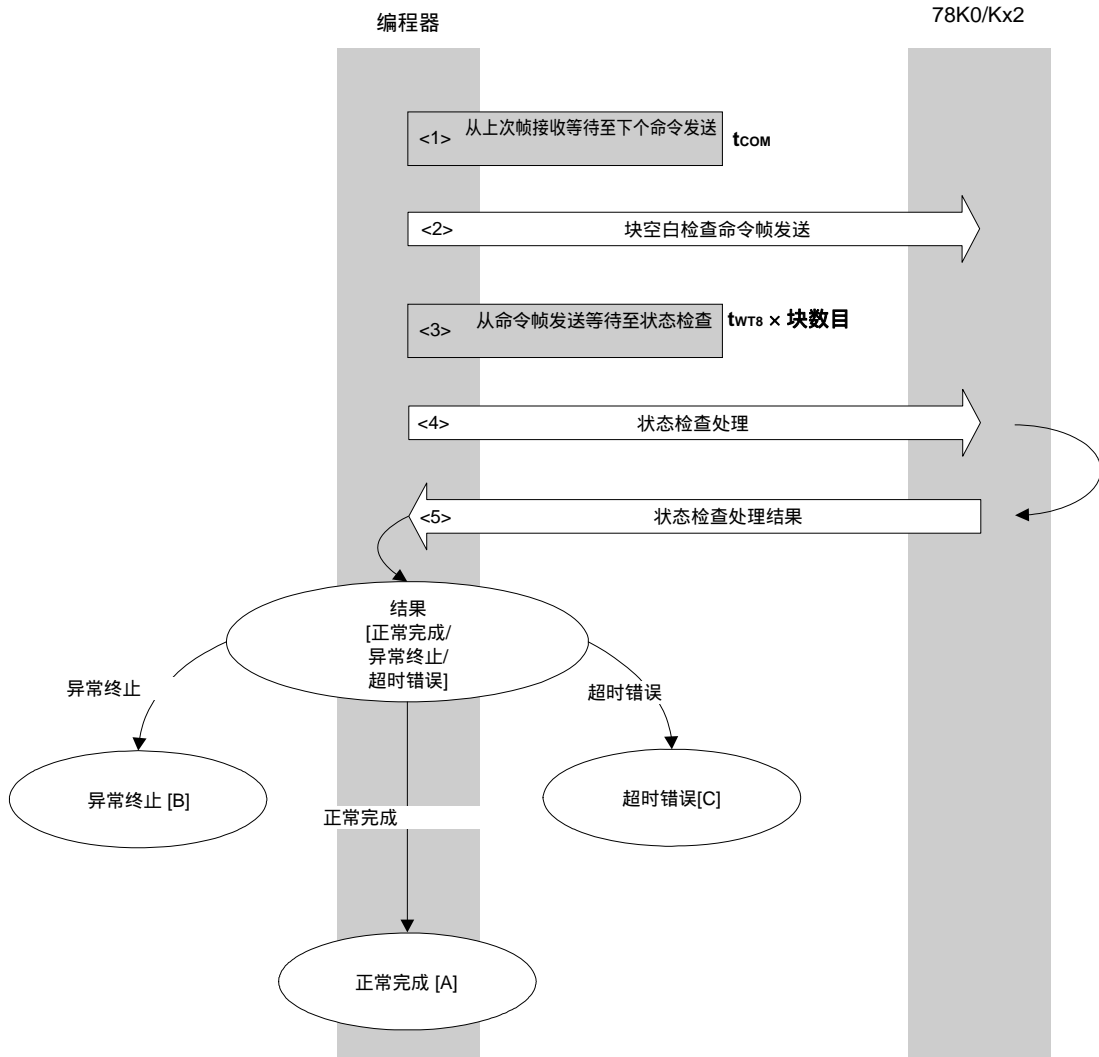 编程器
78K0/Kx2
<1> 从上次帧接收等待至下个命令发送 tCOM
<2> 块空白检查命令帧发送
<3> 从命令帧发送等待至状态检查 tWT8 × 块数目
<4> 状态检查处理
<5> 状态检查处理结果
结果
[正常完成/
异常终止/
超时错误]
异常终止
超时错误
异常终止 [B]
超时错误[C]
正常完成
正常完成 [A]